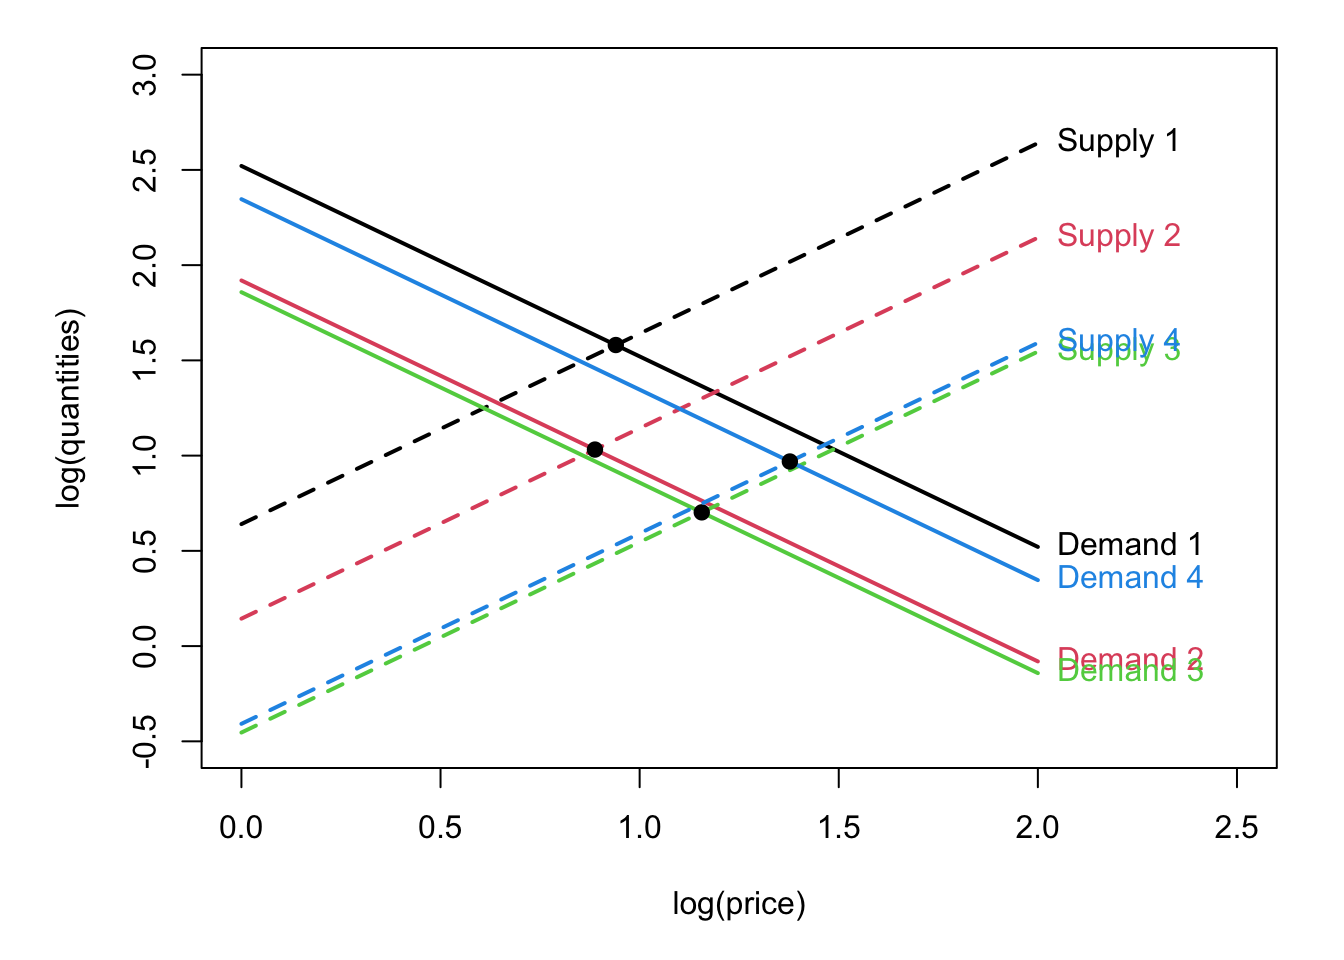 3.0
2.5
2.0
1.5
1.0
0.5
0.0
-0.5
log(quantities)
Supply 1
Supply 2
Supply 4
Supply 3
Demand 1
Demand 4
Demand 2
Demand 3
0.0 0.5 1.0 1.5 2.0 2.5
log(price)